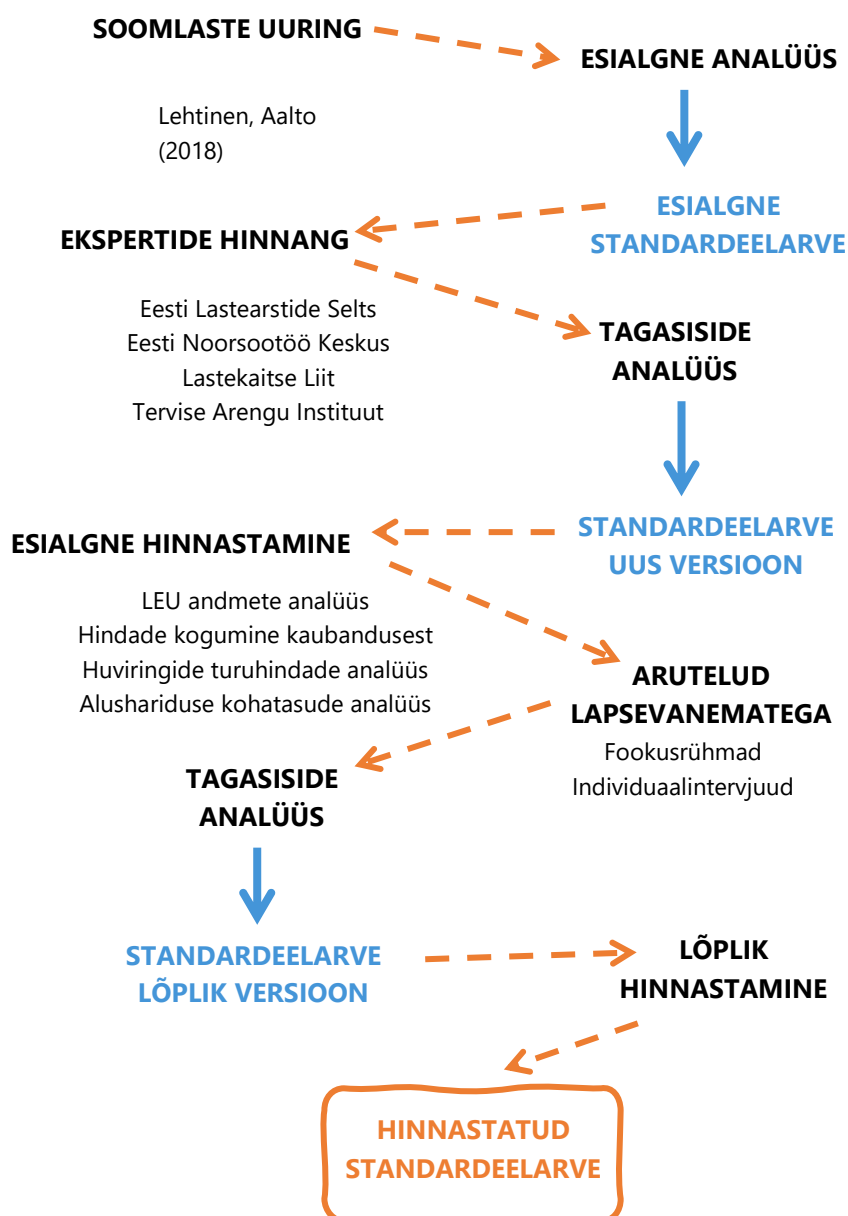 SOOMLASTE UURING
ESIALGNE ANALÜÜS
Lehtinen, Aalto
(2018)
ESIALGNE
STANDARDEELARVE
EKSPERTIDE HINNANG
Eesti Lastearstide Selts
Eesti Noorsootöö Keskus
Lastekaitse Liit
Tervise Arengu Instituut
TAGASISIDE
ANALÜÜS
STANDARDEELARVE
UUS VERSIOON
ESIALGNE HINNASTAMINE
LEU andmete analüüs
Hindade kogumine kaubandusest
Huviringide turuhindade analüüs
Alushariduse kohatasude analüüs
ARUTELUD
LAPSEVANEMATEGA
Fookusrühmad
Individuaalintervjuud
TAGASISIDE
ANALÜÜS
STANDARDEELARVE
LÕPLIK VERSIOON
LÕPLIK
HINNASTAMINE
HINNASTATUD
STANDARDEELARVE